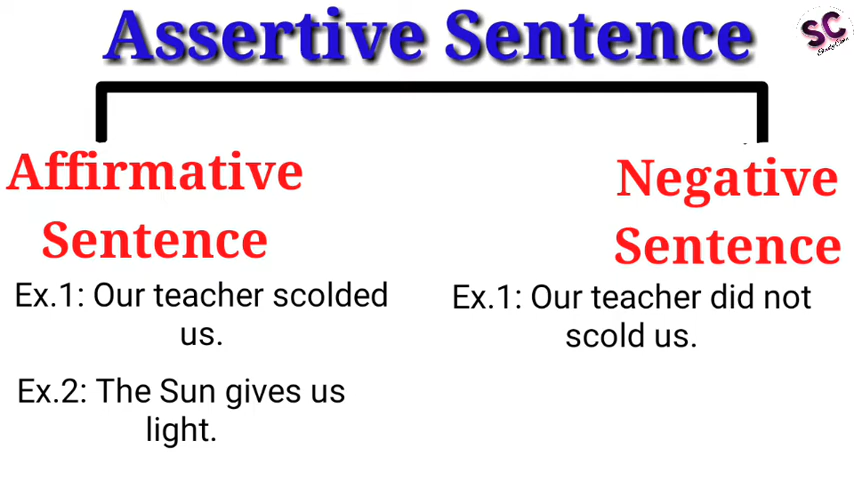 Assertive Sentence
SC
Affirmative
Sentence
Ex.1: Our teacher scolded
us.
Ex.2: The Sun gives us
light.
Negative
Sentence
Ex.1: Our teacher did not
scold us.